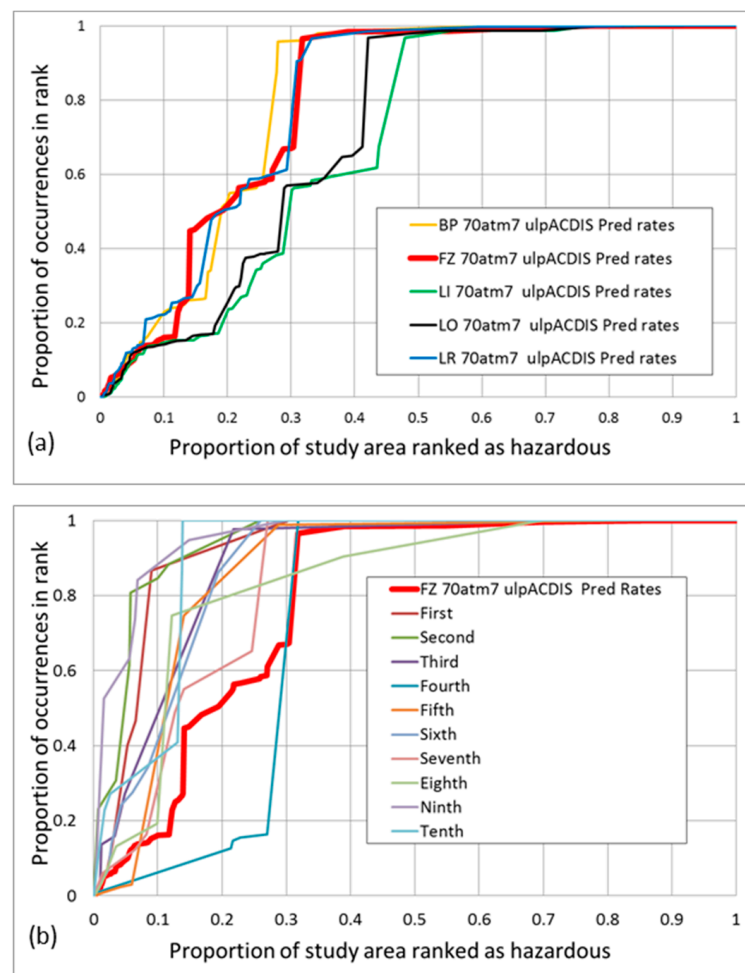 1
0.8
0.6
0.4
0.2
0
Proportion of occurrences in rank
BP 70atm7 ulpACDIS Pred rates
FZ 70atm7 ulpACDIS Pred rates
LI 70atm7 ulpACDIS Pred rates
LO 70atm7 ulpACDIS Pred rates
LR 70atm7 ulpACDIS Pred rates
0 0.1 0.2 0.3 0.4 0.5 0.6 0.7 0.8 0.9 1
(a) Proportion of study area ranked as hazardous
1
0.8
0.6
0.4
0.2
0
Proportion of occurrences in rank
FZ 70atm7 ulpACDIS Pred Rates
First
Second
Third
Fourth
Fifth
Sixth
Seventh
Eighth
Ninth
Tenth
0 0.1 0.2 0.3 0.4 0.5 0.6 0.7 0.8 0.9 1
(b) Proportion of study area ranked as hazardous